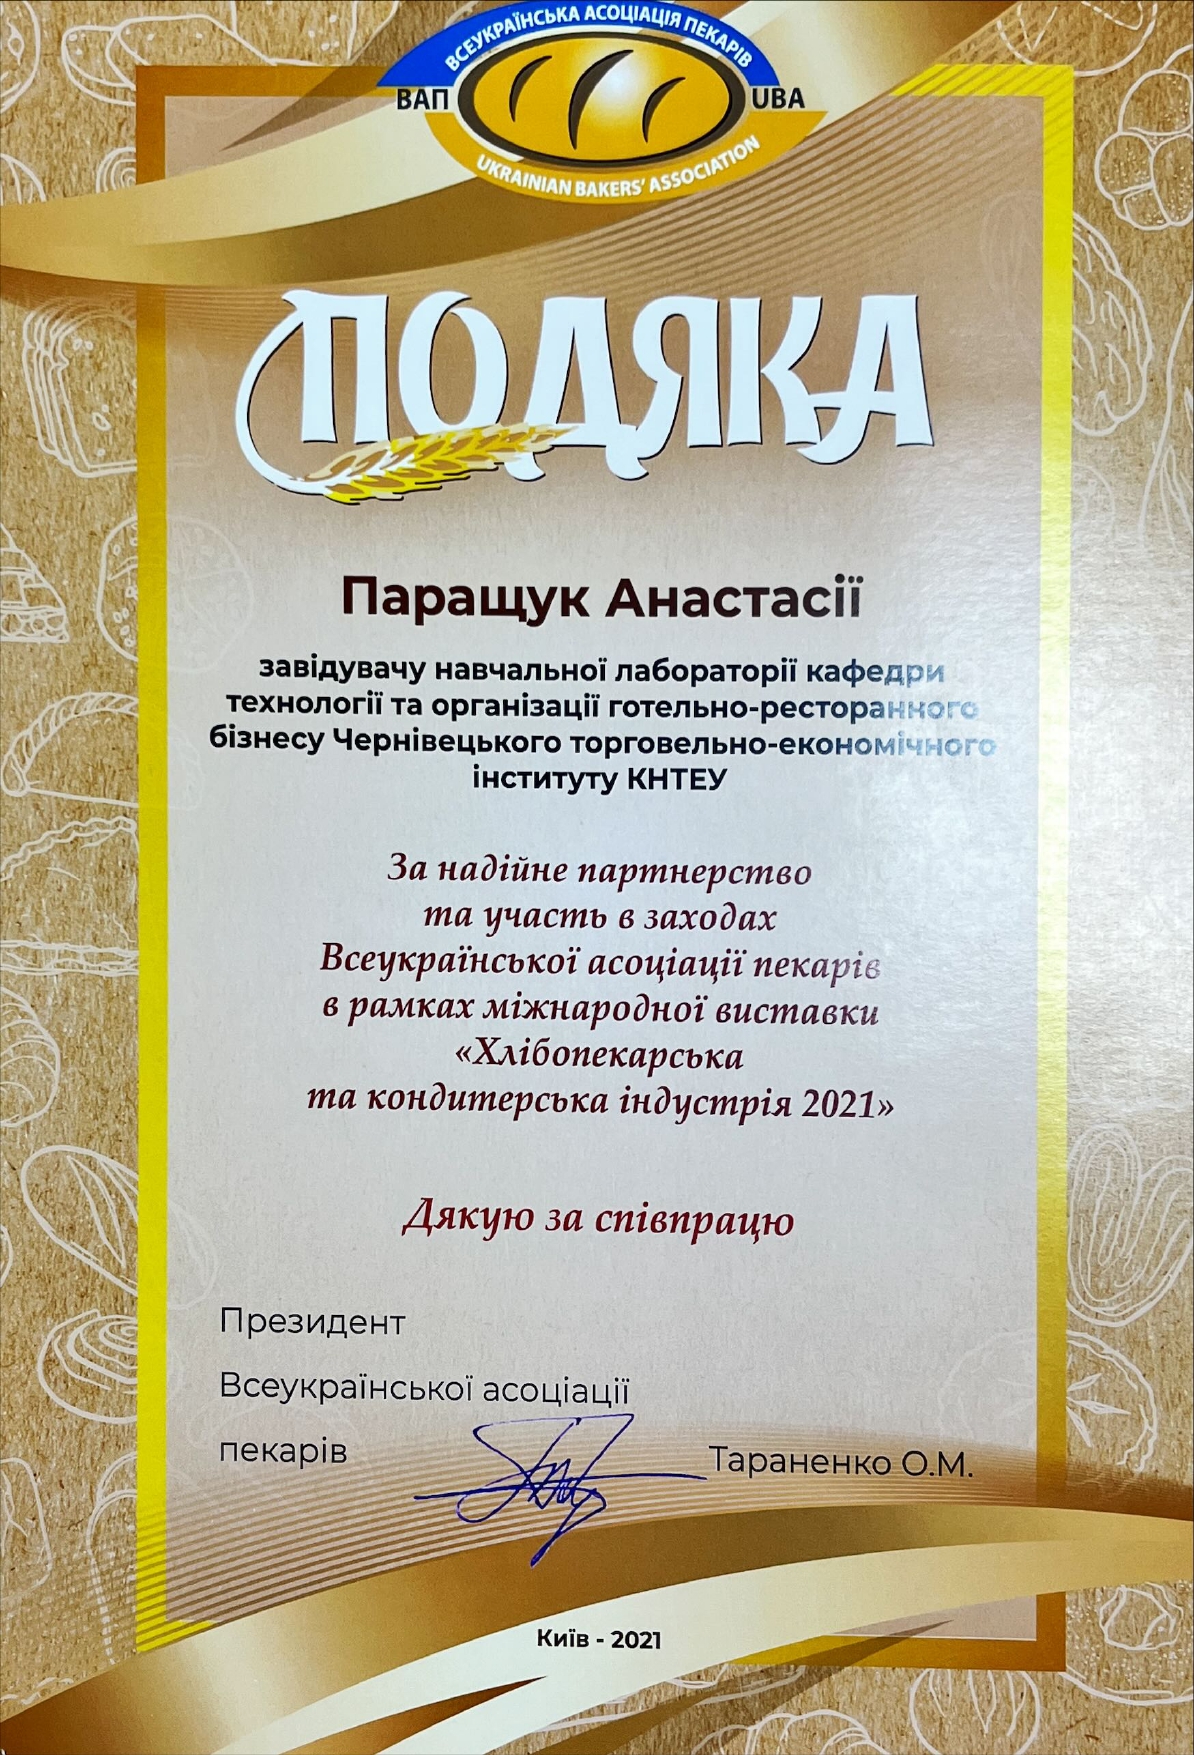 ВСЕУКРАЇНСЬКА АСОЦІАЦІЯ ПЕКАРІВ
ВАП UBA
UKRAINIAN BAKERS' ASSOCIATION
ПОДЯКА
Паращук Анастасії
завідувачу навчальної лабораторії кафедри
технології та організації готельно-ресторанного
бізнесу Чернівецького торговельно-економічного
інституту КНТЕУ
За надійне партнерство
та участь в заходах
Всеукраїнської асоціації пекарів
в рамках міжнародної виставки
«Хлібопекарська
та кондитерська індустрія 2021»
Дякую за співпрацю
Президент
Всеукраїнської асоціації
пекарів Тараненко О.М.
Київ - 2021